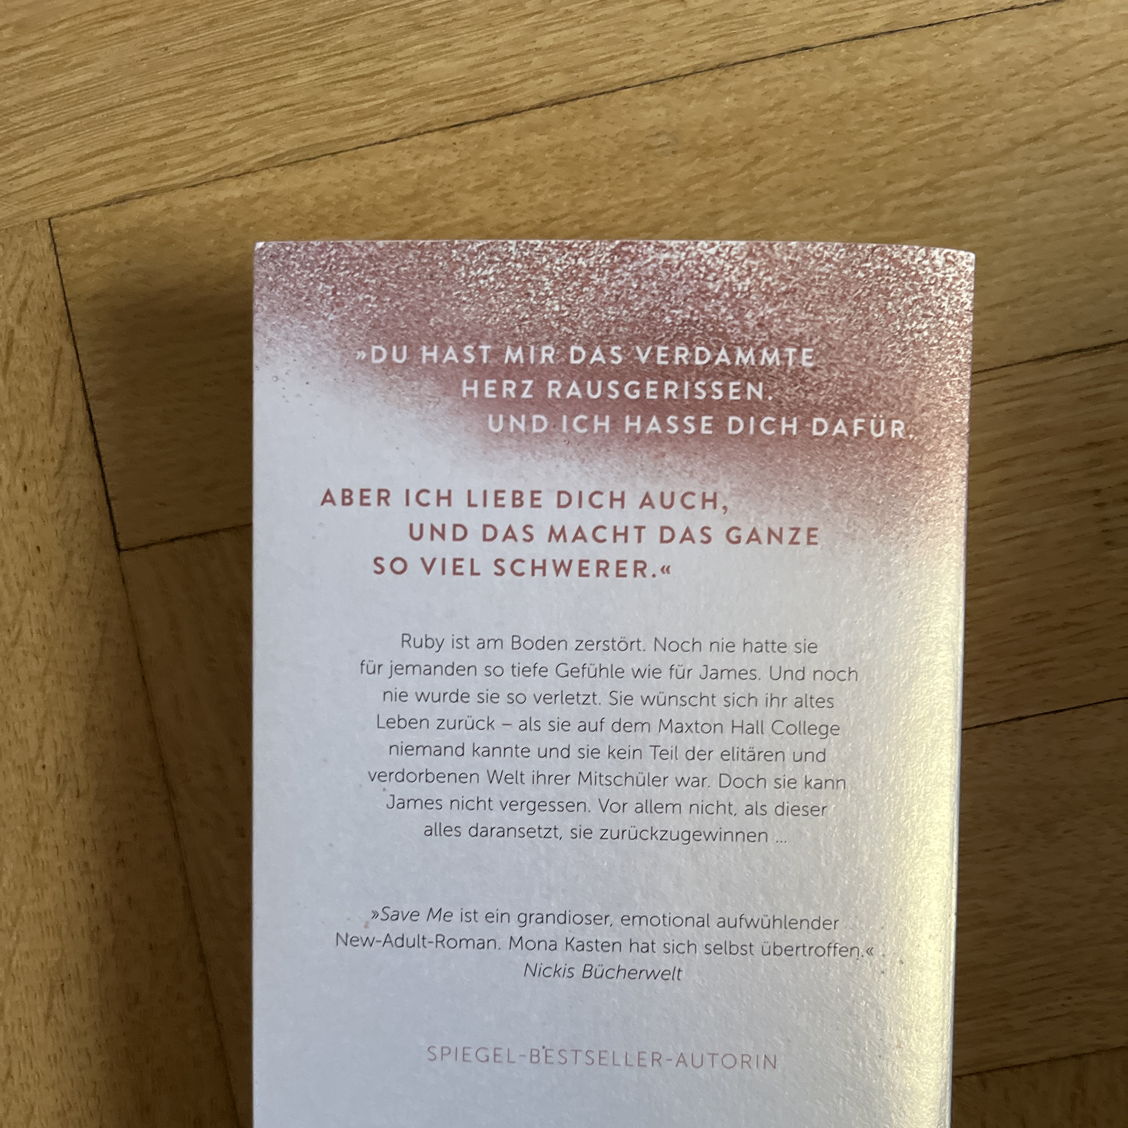 »DU HAST MIR DAS VERDAMMTE
HERZ RAUSGERISSEN.
UND ICH HASSE DICH DAFÜR.
ABER ICH LIEBE DICH AUCH,
UND DAS MACHT DAS GANZE
SO VIEL SCHWERER.«
Ruby ist am Boden zerstört. Noch nie hatte sie
für jemanden so tiefe Gefühle wie für James. Und noch
nie wurde sie so verletzt. Sie wünscht sich ihr altes
Leben zurück – als sie auf dem Maxton Hall College
niemand kannte und sie kein Teil der elitären und
verdorbenen Welt ihrer Mitschüler war. Doch sie kann
James nicht vergessen. Vor allem nicht, als dieser
alles daransetzt, sie zurückzugewinnen ...
»Save Me ist ein grandioser, emotional aufwühlender
New-Adult-Roman. Mona Kasten hat sich selbst übertroffen.«
Nickis Bücherwelt
SPIEGEL-BESTSELLER-AUTORIN